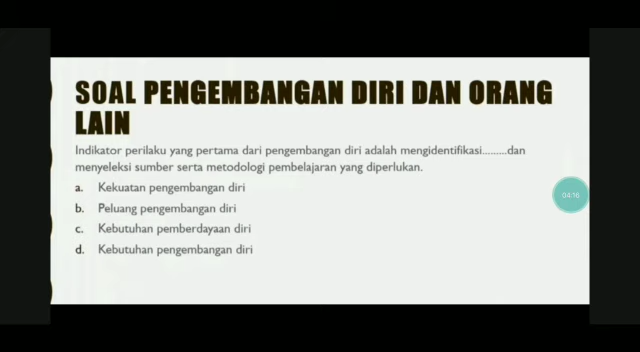 SOAL PENGEMBANGAN DIRI DAN ORANG
LAIN
Indikator perilaku yang pertama dari pengembangan diri adalah mengidentifikasi........dan
menyeleksi sumber serta metodologi pembelajaran yang diperlukan.
a. Kekuatan pengembangan diri
b. Peluang pengembangan diri
c. Kebutuhan pemberdayaan diri
d. Kebutuhan pengembangan diri
04:16